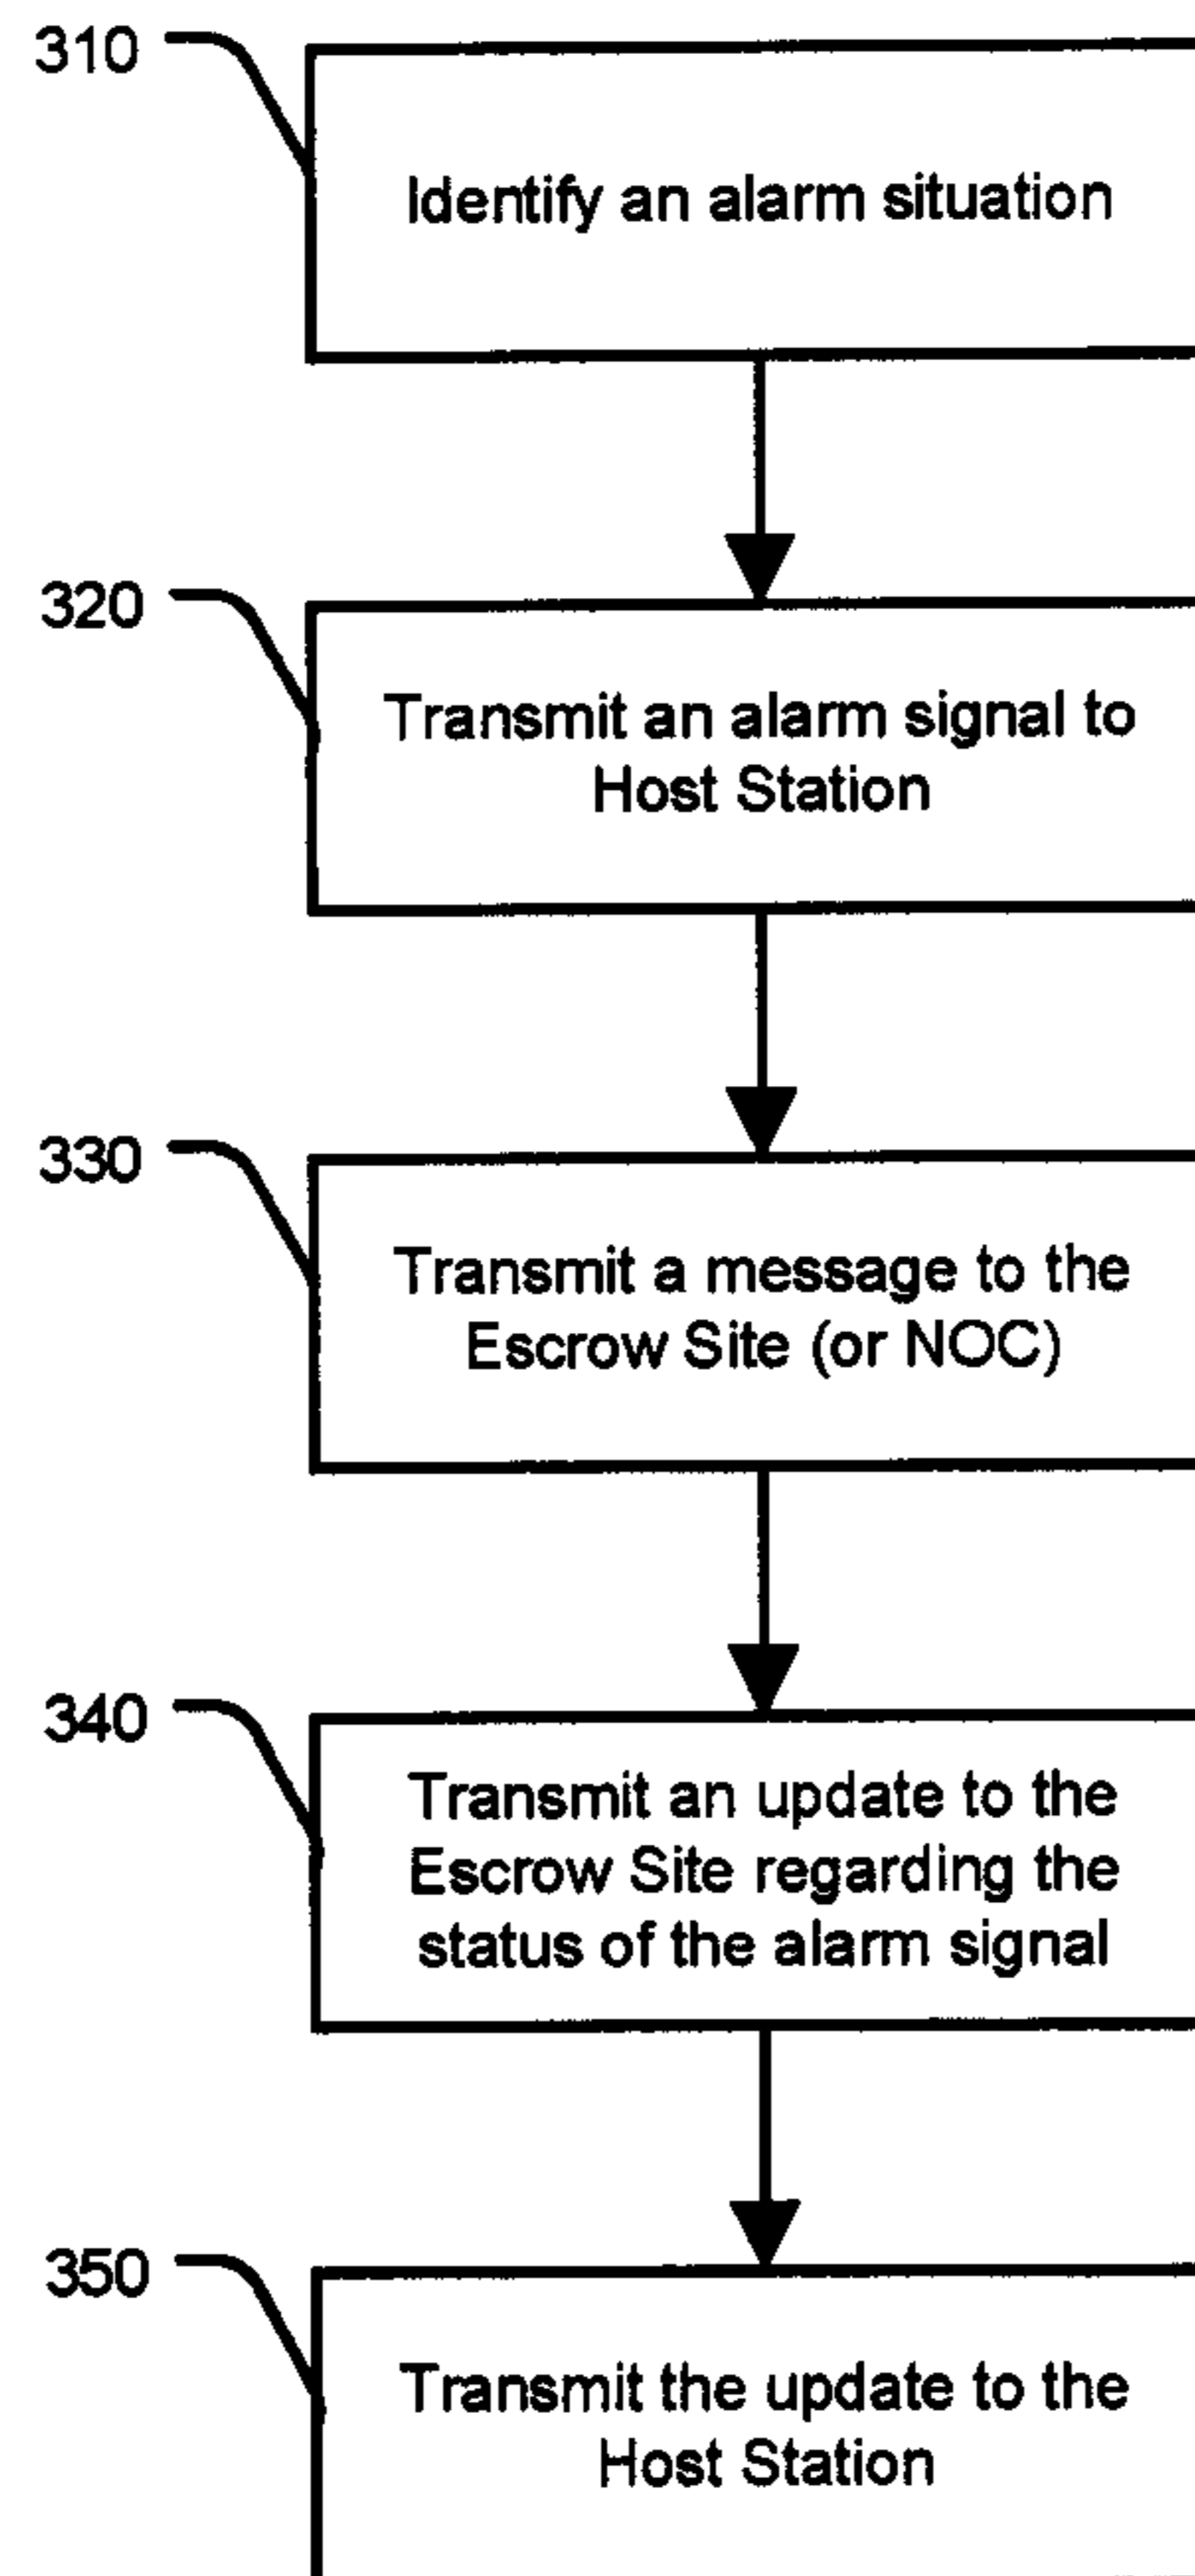 310
Identify an alarm situation
320
Transmit an alarm signal to
Host Station
330
Transmit a message to the
Escrow Site (or NOC)
340
Transmit an update to the
Escrow Site regarding the
status of the alarm signal
350
Transmit the update to the
Host Station